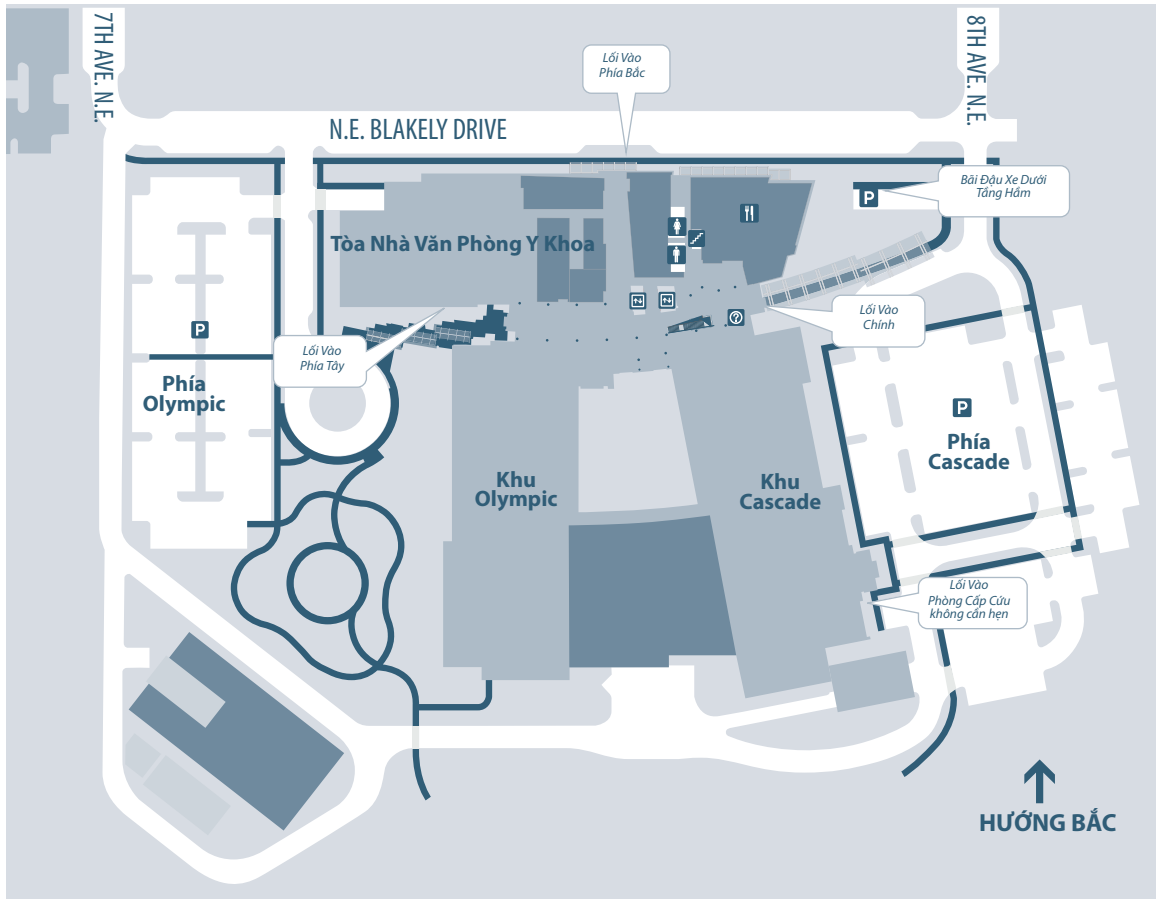 7TH AVE. N.E.
8TH AVE. N.E.
Lối Vào
Phía Bắc
N.E. BLAKELY DRIVE
Bãi Đậu Xe Dưới
Tầng Hầm
P
Tòa Nhà Văn Phòng Y Khoa
Lối Vào
Chính
?
P
Lối Vào
Phía Tây
Phía
Olympic
P
Phía
Cascade
Khu
Olympic
Khu
Cascade
Lối Vào
Phòng Cấp Cứu
không cần hẹn
HƯỚNG BẮC